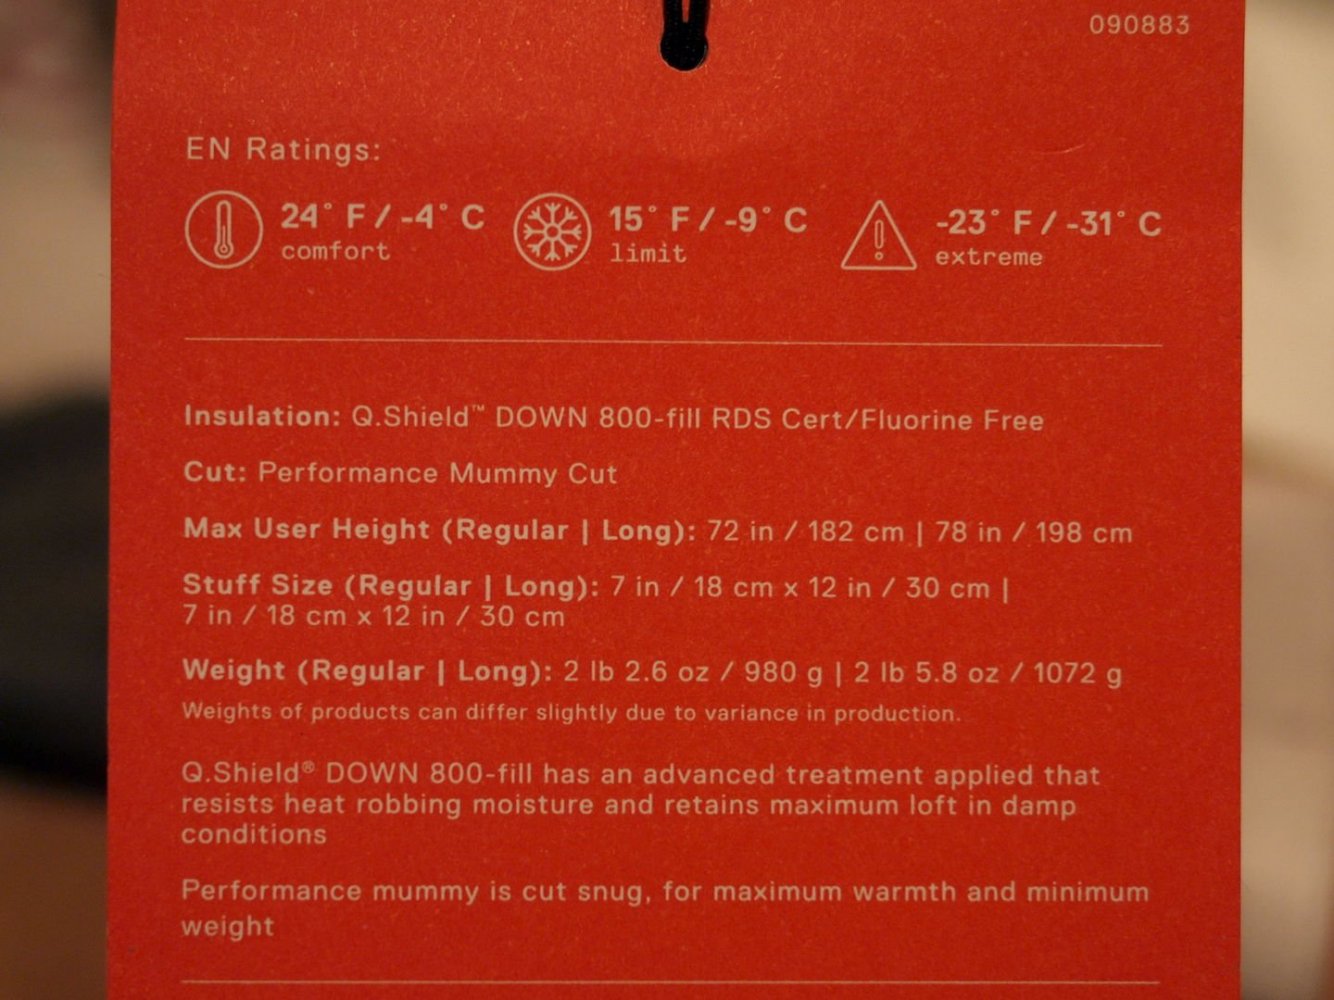 090883
EN Ratings:
24° F / -4° C
comfort
15° F / -9° C
limit
-23° F / -31° C
extreme
Insulation: Q.Shield™ DOWN 800-fill RDS Cert/Fluorine Free
Cut: Performance Mummy Cut
Max User Height (Regular | Long): 72 in / 182 cm | 78 in / 198 cm
Stuff Size (Regular | Long): 7 in / 18 cm x 12 in / 30 cm |
7 in / 18 cm x 12 in / 30 cm
Weight (Regular | Long): 2 lb 2.6 oz / 980 g | 2 lb 5.8 oz / 1072 g
Weights of products can differ slightly due to variance in production.
Q.Shield® DOWN 800-fill has an advanced treatment applied that
resists heat robbing moisture and retains maximum loft in damp
conditions
Performance mummy is cut snug, for maximum warmth and minimum
weight